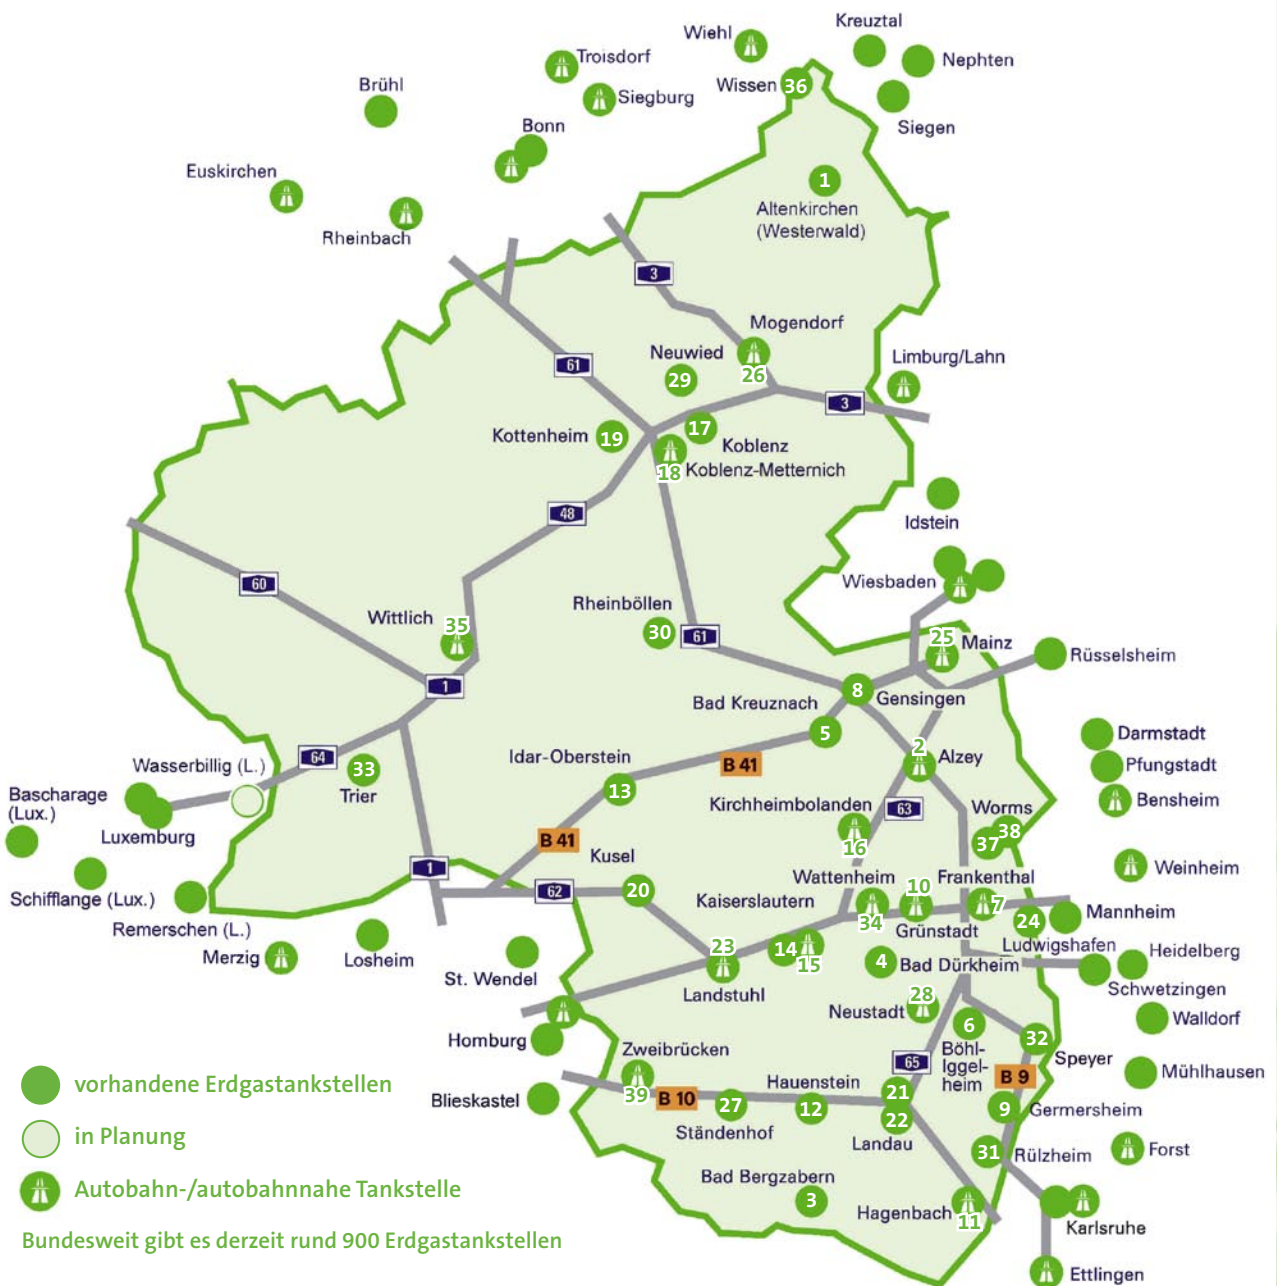 Kreuztal
Wiehl
Nephten
Troisdorf
Wissen 36
Siegburg
Brühl
Siegen
Bonn
Euskirchen
1
Altenkirchen
(Westerwald)
Rheinbach
3
Mogendorf
Neuwied
26
29
Limburg/Lahn
61
3
Kottenheim 19
17
Koblenz
18 Koblenz-Metternich
48
Idstein
60
Wiesbaden
Rheinböllen
30
61
Wittlich
35
25
Mainz
Rüsselsheim
1
8
Gensingen
Bad Kreuznach
5
Darmstadt
2
Alzey
Pfungstadt
64
33
Trier
Idar-Oberstein
13
B 41
Wasserbillig (L.)
Bascharage
(Lux.)
Luxemburg
Bensheim
Kirchheimbolanden
16
63
Worms
38
37
B 41
Kusel
20
1
62
Weinheim
Schifflange (Lux.)
Wattenheim
34
10
Grünstadt
Frankenthal
7
24
Mannheim
Kaiserslautern
Remerschen (L.)
Ludwigshafen
Merzig
Losheim
23
14
15
4
Bad Dürkheim
Heidelberg
St. Wendel
Landstuhl
Schwetzingen
28
Neustadt
6
Böhl-
Iggel-
heim
Walldorf
32
Speyer
Homburg
Zweibrücken
39
B 10
65
B 9
Mühlhausen
vorhandene Erdgastankstellen
Blieskastel
27
Ständenhof
Hauenstein
12
21
22
Landau
9
Germersheim
in Planung
31
Rülzheim
Forst
Bad Bergzabern
3
Autobahn-/autobahnnahe Tankstelle
Hagenbach
11
Karlsruhe
Bundesweit gibt es derzeit rund 900 Erdgastankstellen
Ettlingen